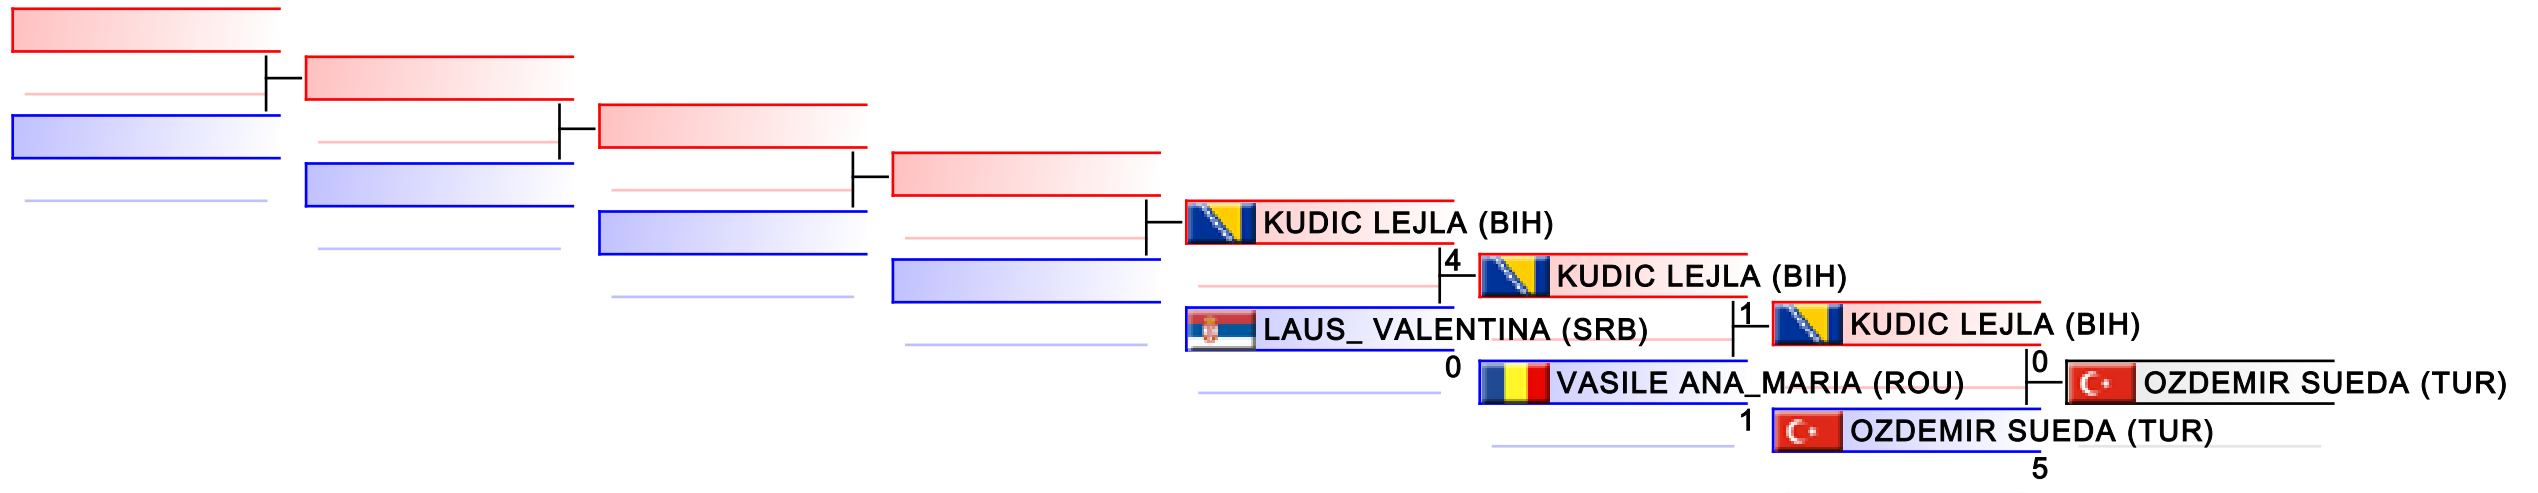 KUDIC LEJLA (BIH)
4
KUDIC LEJLA (BIH)
LAUS_ VALENTINA (SRB)
0
1
KUDIC LEJLA (BIH)
VASILE ANA_MARIA (ROU)
1
0
OZDEMIR SUEDA (TUR)
OZDEMIR SUEDA (TUR)
5